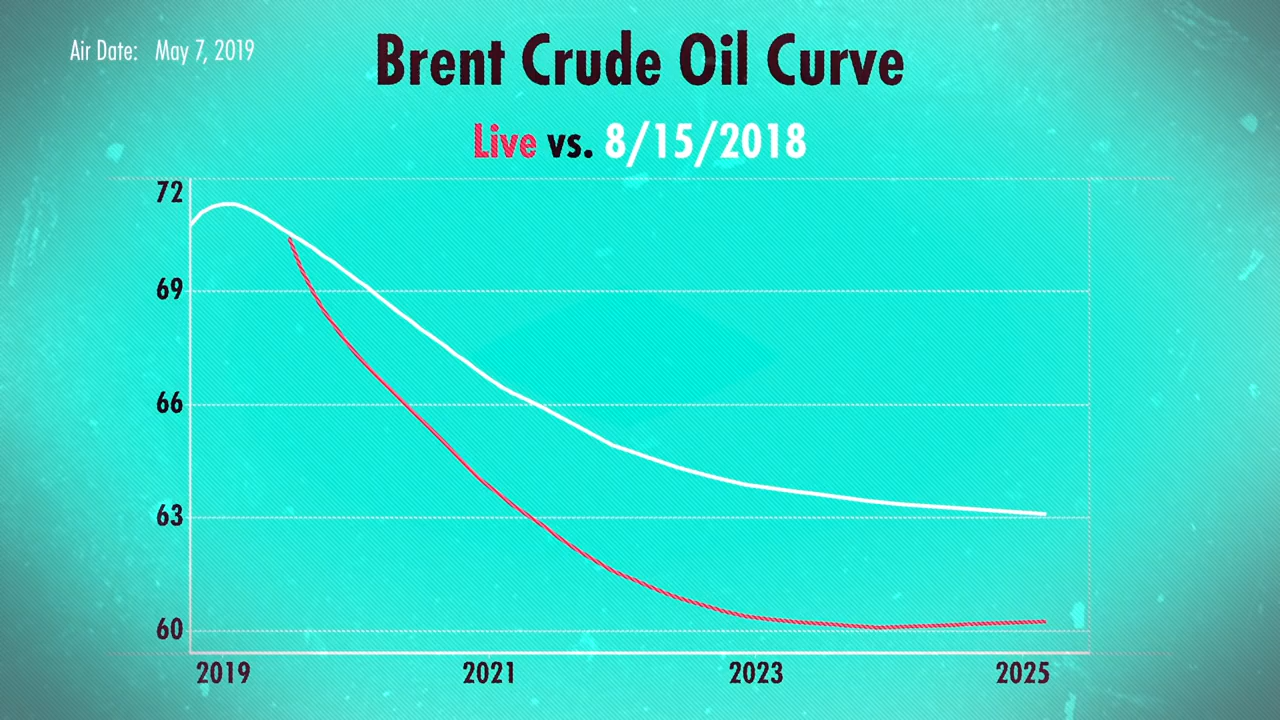 Air Date: May 7, 2019
Brent Crude Oil Curve
Live vs. 8/15/2018
72
69
66
63
60
2019 2021 2023 2025